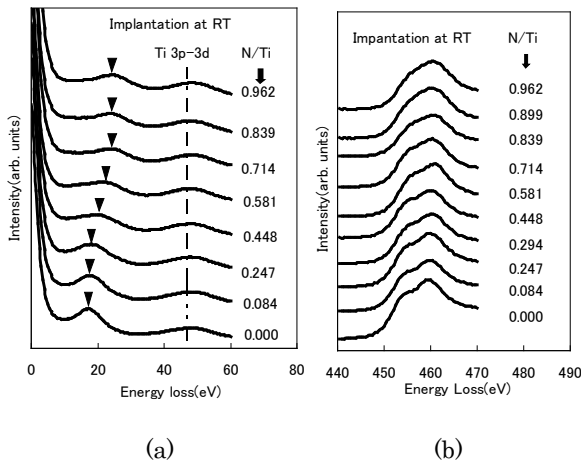 Implantation at RT
Ti 3p-3d N/Ti
0.962
0.839
0.714
0.581
0.448
0.247
0.084
0.000
Intensity(arb. units)
0 20 40 60 80
Energy loss(eV)
(a)
Impantation at RT N/Ti
0.962
0.899
0.839
0.714
0.581
0.448
0.294
0.247
0.084
0.000
Intensity(arb. units)
440 450 460 470 480 490
Energy Loss(eV)
(b)